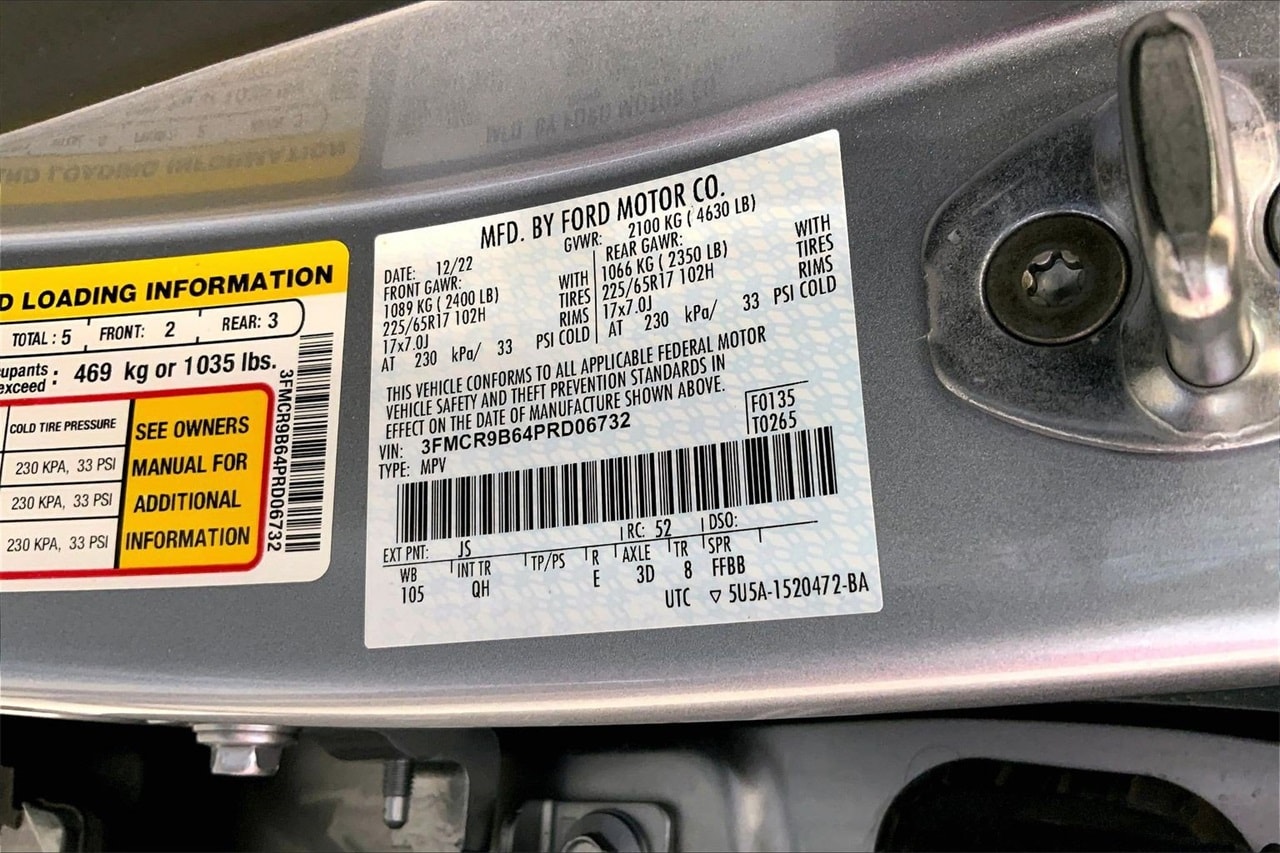 D LOADING INFORMATION
TOTAL : 5 FRONT: 2 REAR: 3
upants
exceed : 469 kg or 1035 lbs.
COLD TIRE PRESSURE
230 KPA, 33 PSI
230 KPA, 33 PSI
230 KPA, 33 PSI
SEE OWNERS
MANUAL FOR
ADDITIONAL
INFORMATION
3FMCR9B64PRD06732
MFD. BY FORD MOTOR CO.
DATE: 12/22 GVWR: 2100 KG ( 4630 LB)
FRONT GAWR: REAR GAWR:
1089 KG ( 2400 LB) WITH 1066 KG ( 2350 LB) WITH
225/65R17 102H TIRES 225/65R17 102H TIRES
17x7.0J RIMS 17x7.0J RIMS
AT 230 kPa/ 33 PSI COLD AT 230 kPa/ 33 PSI COLD
THIS VEHICLE CONFORMS TO ALL APPLICABLE FEDERAL MOTOR
VEHICLE SAFETY AND THEFT PREVENTION STANDARDS IN
EFFECT ON THE DATE OF MANUFACTURE SHOWN ABOVE.
VIN: 3FMCR9B64PRD06732 F0135
TYPE: MPV T0265
EXT PNT: JS RC: 52 DSO:
WB INT TR TP/PS R AXLE TR SPR
105 QH E 3D 8 FFBB
UTC ▽ 5U5A-1520472-BA